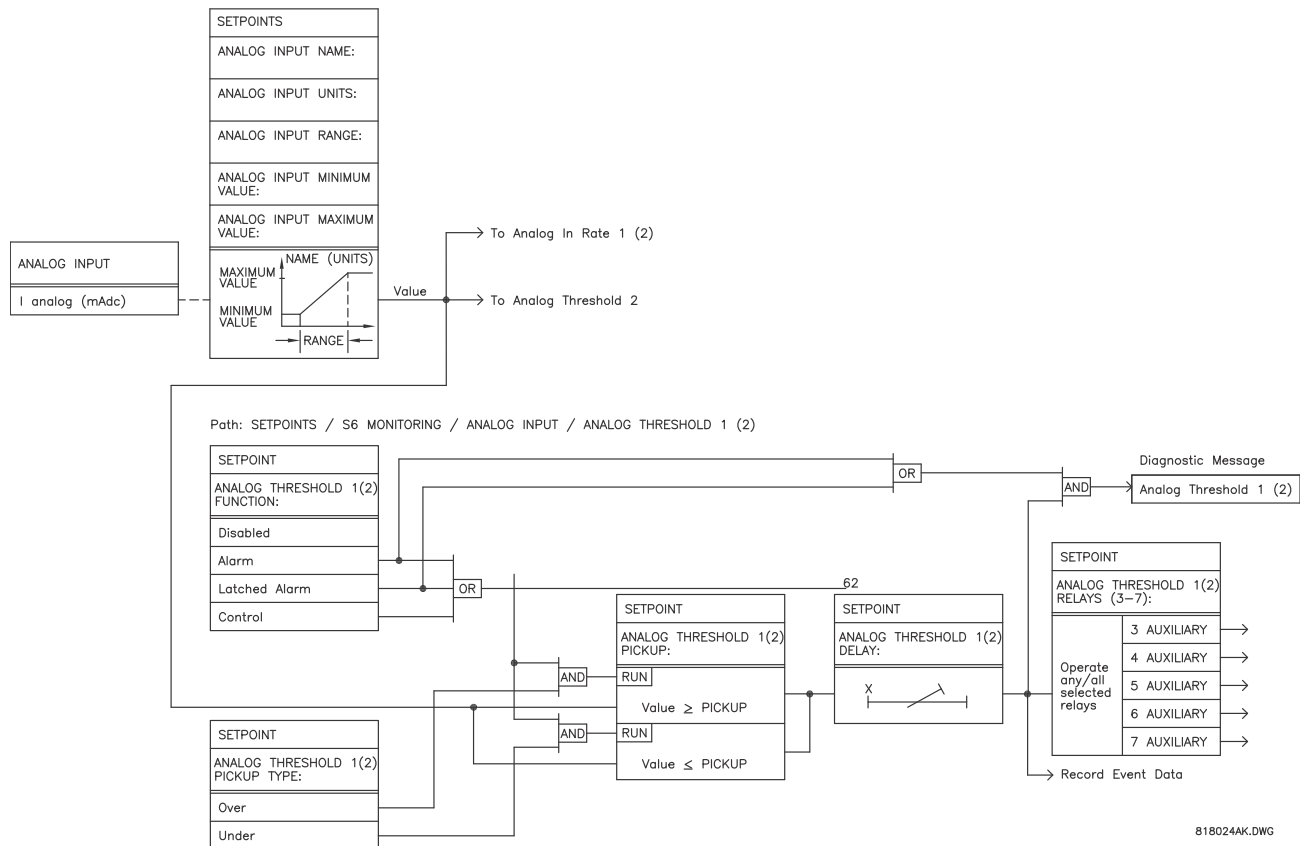 SETPOINTS
ANALOG INPUT NAME:
ANALOG INPUT UNITS:
ANALOG INPUT RANGE:
ANALOG INPUT MINIMUM
VALUE:
ANALOG INPUT MAXIMUM
VALUE:
ANALOG INPUT
I analog (mAdc)
NAME (UNITS)
MAXIMUM
VALUE
MINIMUM
VALUE
RANGE
Value
To Analog In Rate 1 (2)
To Analog Threshold 2
Path: SETPOINTS / S6 MONITORING / ANALOG INPUT / ANALOG THRESHOLD 1 (2)
SETPOINT
ANALOG THRESHOLD 1(2)
FUNCTION:
Disabled
Alarm
Latched Alarm
Control
OR
OR
AND
Diagnostic Message
Analog Threshold 1 (2)
62
SETPOINT
ANALOG THRESHOLD 1(2)
PICKUP TYPE:
Over
Under
AND
AND
SETPOINT
ANALOG THRESHOLD 1(2)
PICKUP:
RUN
Value ≥ PICKUP
RUN
Value ≤ PICKUP
SETPOINT
ANALOG THRESHOLD 1(2)
DELAY:
X
SETPOINT
ANALOG THRESHOLD 1(2)
RELAYS (3-7):
Operate
any/all
selected
relays
3 AUXILIARY
4 AUXILIARY
5 AUXILIARY
6 AUXILIARY
7 AUXILIARY
Record Event Data
818024AK.DWG